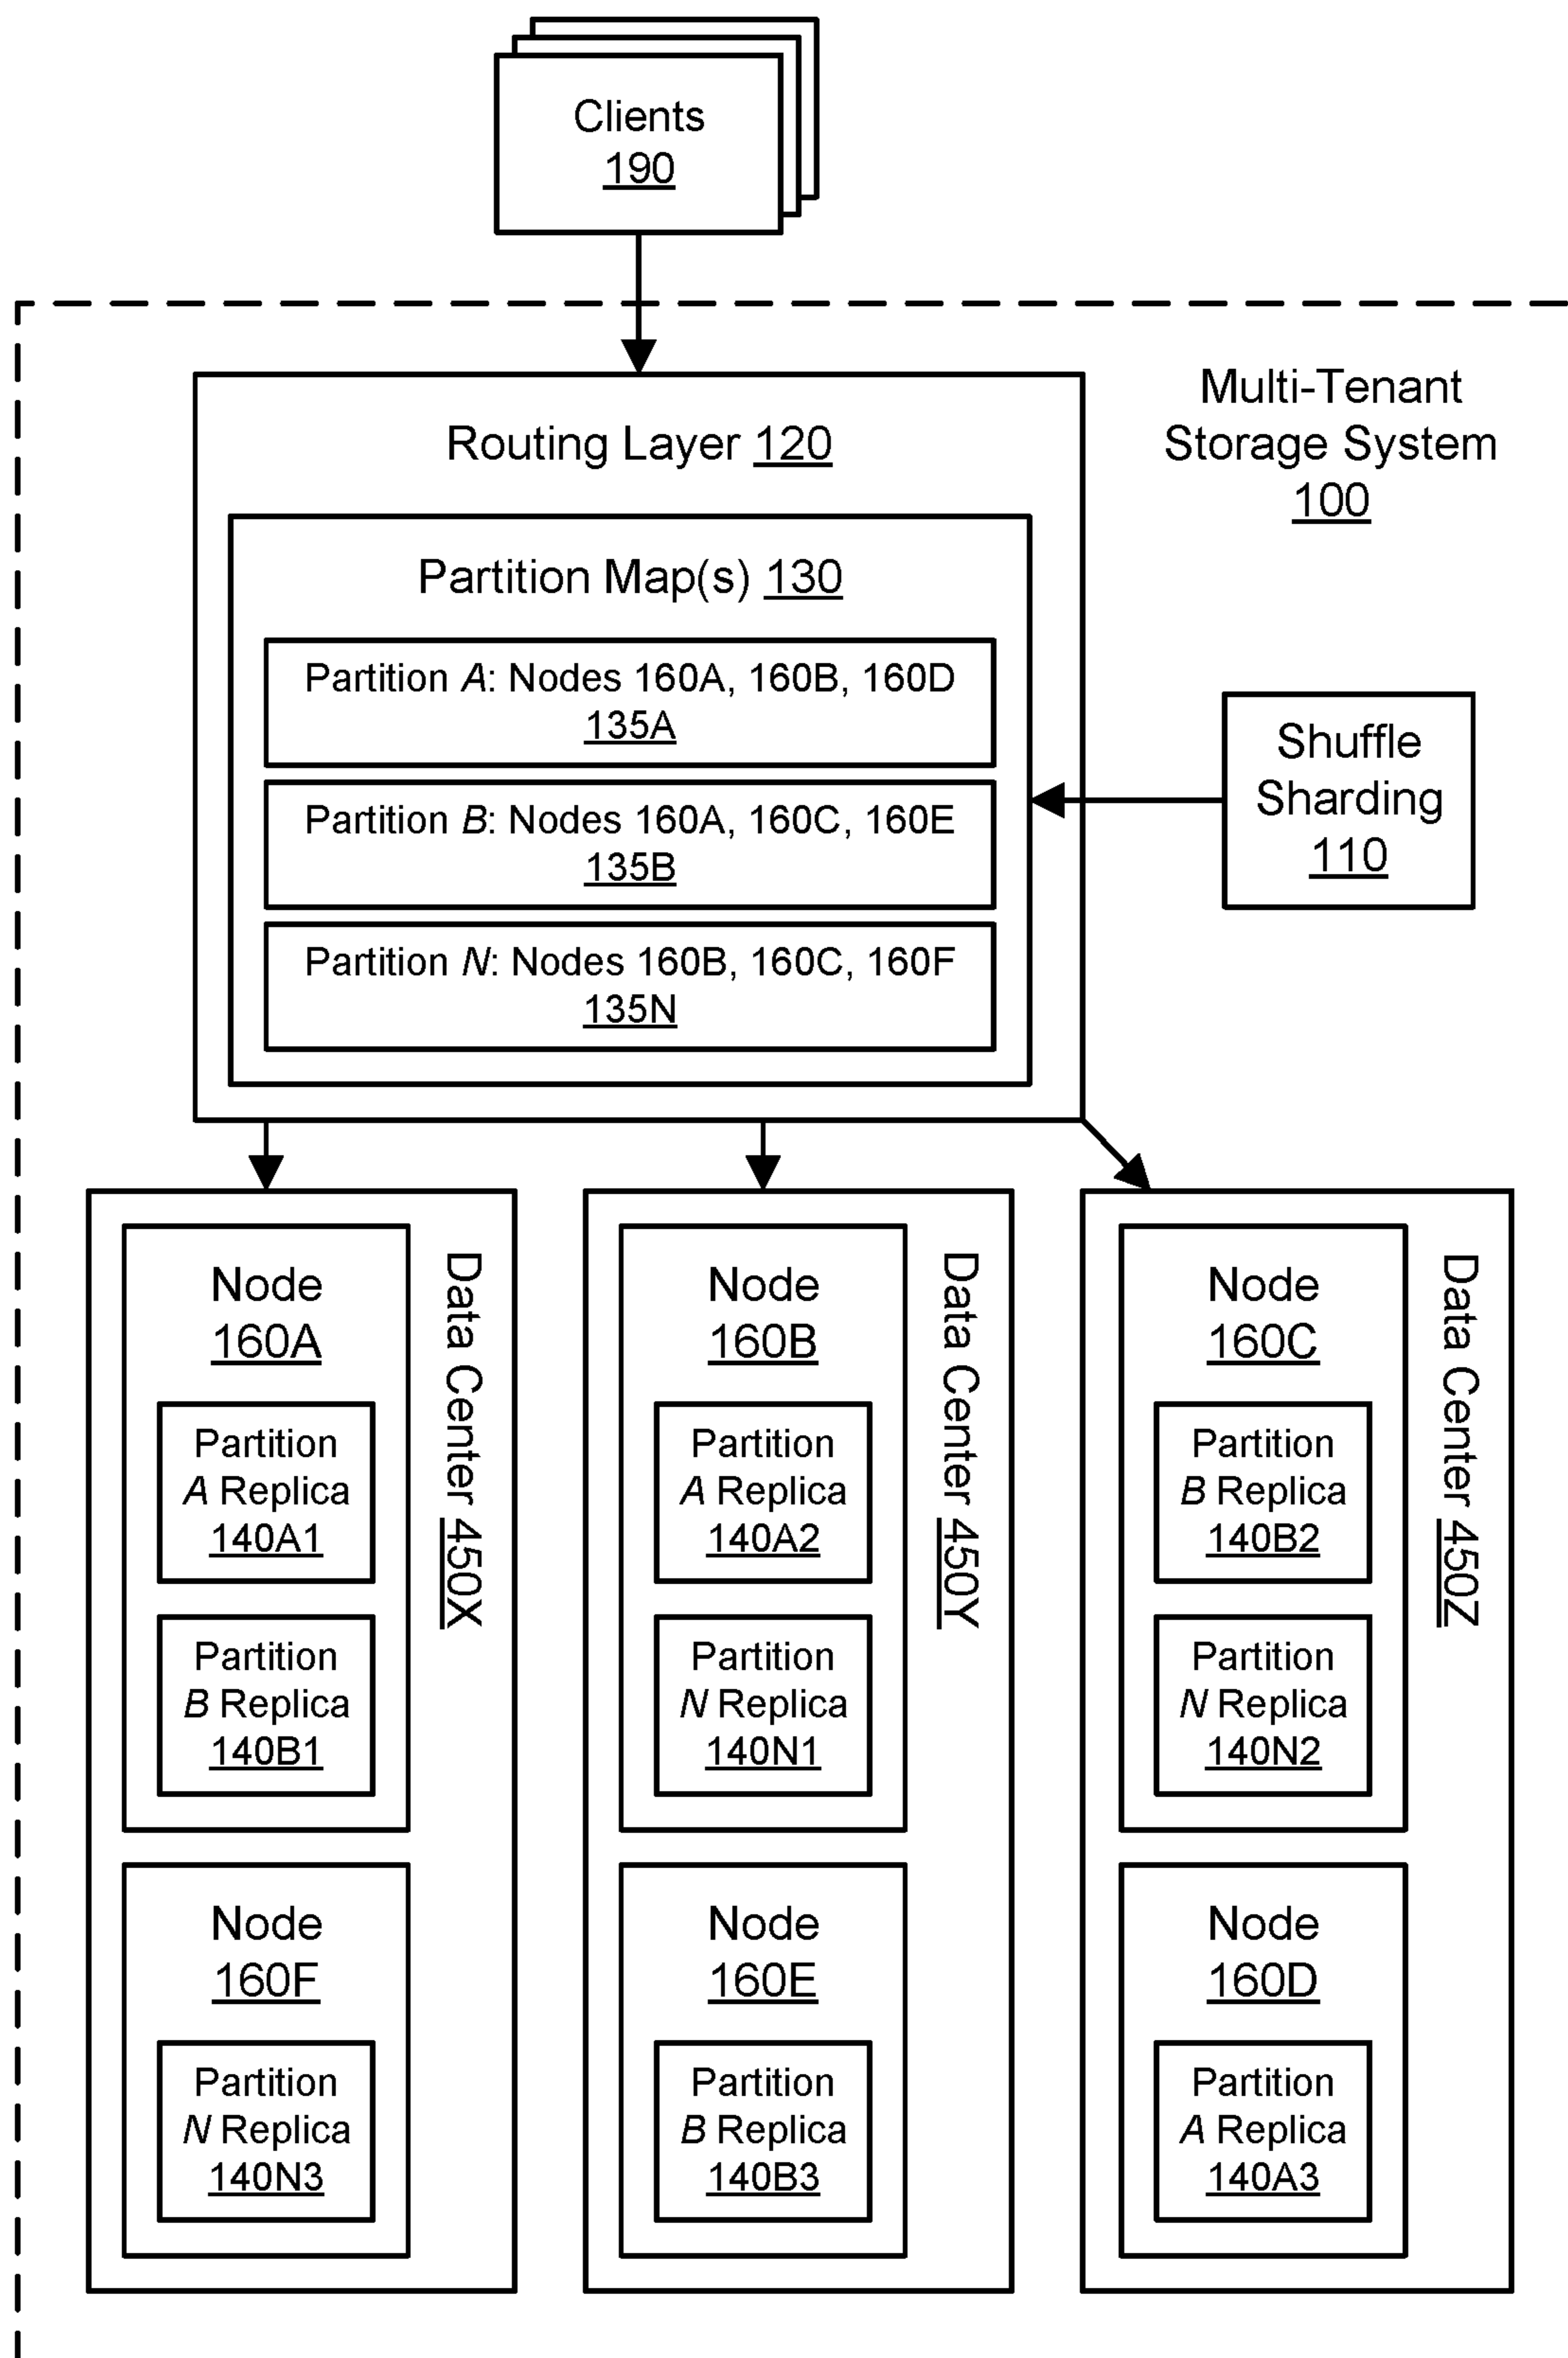 Clients
190
Multi-Tenant
Storage System
100
Routing Layer 120
Partition Map(s) 130
Partition A: Nodes 160A, 160B, 160D
135A
Partition B: Nodes 160A, 160C, 160E
135B
Partition N: Nodes 160B, 160C, 160F
135N
Shuffle
Sharding
110
Data Center 450X
Node
160A
Partition
A Replica
140A1
Partition
B Replica
140B1
Node
160F
Partition
N Replica
140N3
Data Center 450Y
Node
160B
Partition
A Replica
140A2
Partition
N Replica
140N1
Node
160E
Partition
B Replica
140B3
Data Center 450Z
Node
160C
Partition
B Replica
140B2
Partition
N Replica
140N2
Node
160D
Partition
A Replica
140A3